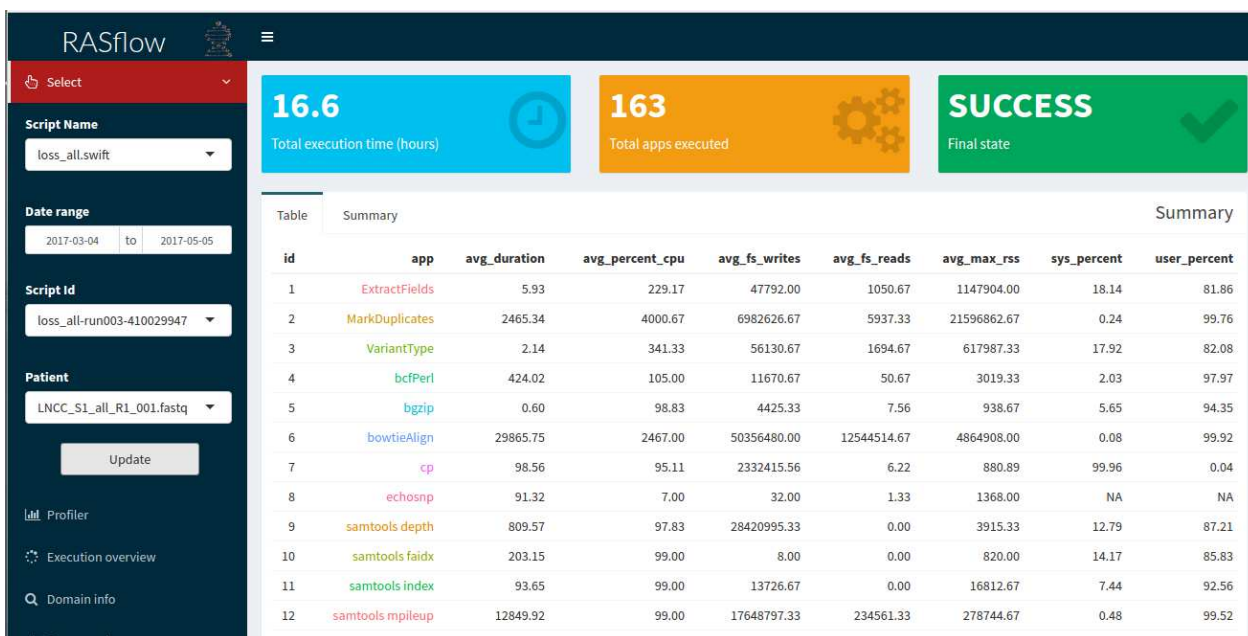 RASflow
Select
Script Name
loss_all.swift
Date range
2017-03-04 to 2017-05-05
Script Id
loss_all-run003-410029947
Patient
LNCC_S1_all_R1_001.fastq
Update
Profiler
Execution overview
Domain info
16.6
Total execution time (hours)
163
Total apps executed
SUCCESS
Final state
Table Summary Summary
id app avg_duration avg_percent_cpu avg_fs_writes avg_fs_reads avg_max_rss sys_percent user_percent
1 ExtractFields 5.93 229.17 47792.00 1050.67 1147904.00 18.14 81.86
2 MarkDuplicates 2465.34 4000.67 6982626.67 5937.33 21596862.67 0.24 99.76
3 VariantType 2.14 341.33 56130.67 1694.67 617987.33 17.92 82.08
4 bcfPerl 424.02 105.00 11670.67 50.67 3019.33 2.03 97.97
5 bgzip 0.60 98.83 4425.33 7.56 938.67 5.65 94.35
6 bowtieAlign 29865.75 2467.00 50356480.00 12544514.67 4864908.00 0.08 99.92
7 cp 98.56 95.11 2332415.56 6.22 880.89 99.96 0.04
8 echosnp 91.32 7.00 32.00 1.33 1368.00 NA NA
9 samtools depth 809.57 97.83 28420995.33 0.00 3915.33 12.79 87.21
10 samtools faidx 203.15 99.00 8.00 0.00 820.00 14.17 85.83
11 samtools index 93.65 99.00 13726.67 0.00 16812.67 7.44 92.56
12 samtools mpileup 12849.92 99.00 17648797.33 234561.33 278744.67 0.48 99.52